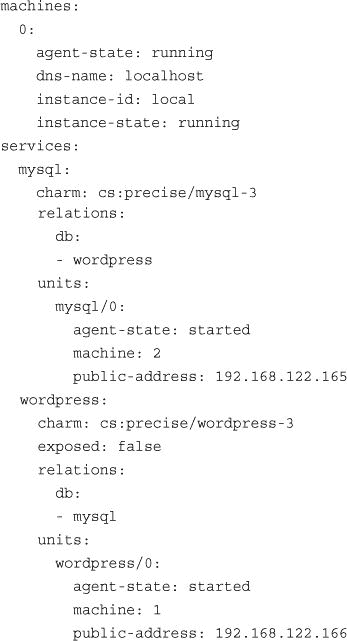 machines:
  0:
    agent-state: running
    dns-name: localhost
    instance-id: local
    instance-state: running
services:
  mysql:
    charm: cs:precise/mysql-3
    relations:
      db:
      - wordpress
    units:
      mysql/0:
        agent-state: started
        machine: 2
        public-address: 192.168.122.165
  wordpress:
    charm: cs:precise/wordpress-3
    exposed: false
    relations:
      db:
      - mysql
    units:
      wordpress/0:
        agent-state: started
        machine: 1
        public-address: 192.168.122.166